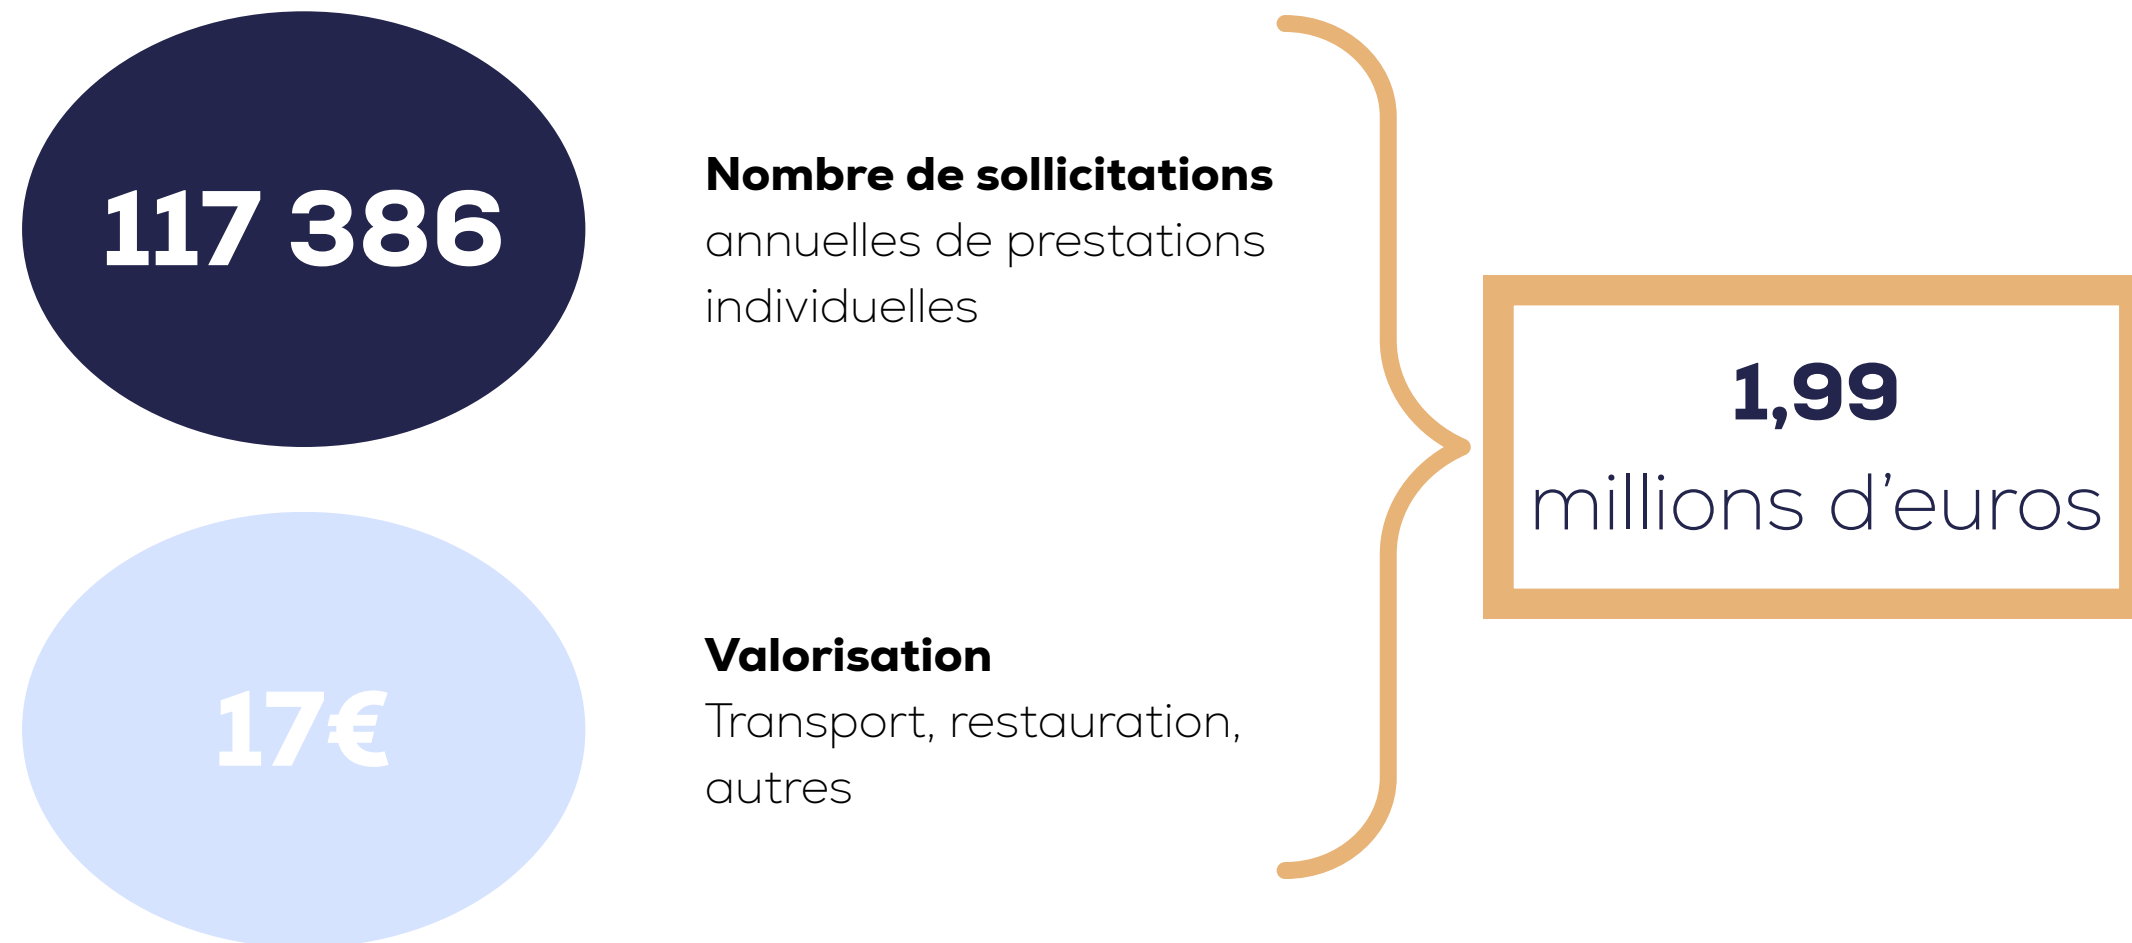 117 386
Nombre de sollicitations
annuelles de prestations
individuelles
17€
Valorisation
Transport, restauration,
autres
1,99
millions d’euros